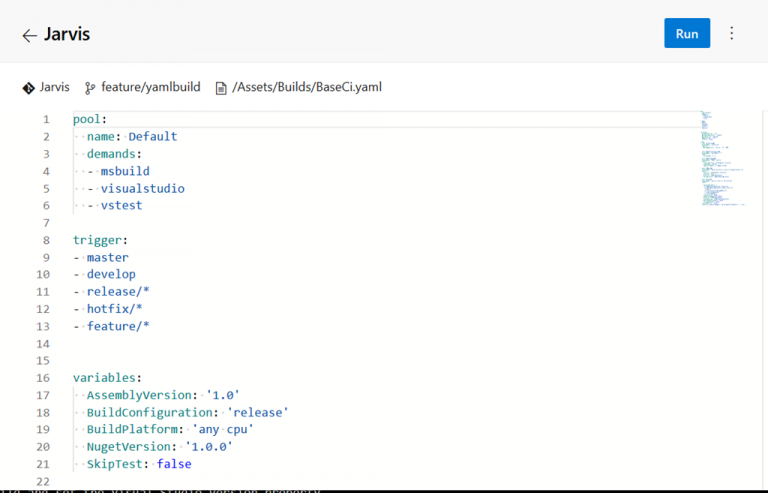 Jarvis
Run
Jarvis feature/yamlbuild /Assets/Builds/BaseCi.yaml
1 pool:
2 name: Default
3 demands:
4 - msbuild
5 - visualstudio
6 - vstest
7
8 trigger:
9 - master
10 - develop
11 - release/*
12 - hotfix/*
13 - feature/*
14
15
16 variables:
17 AssemblyVersion: '1.0'
18 BuildConfiguration: 'release'
19 BuildPlatform: 'any cpu'
20 NugetVersion: '1.0.0'
21 SkipTest: false
22